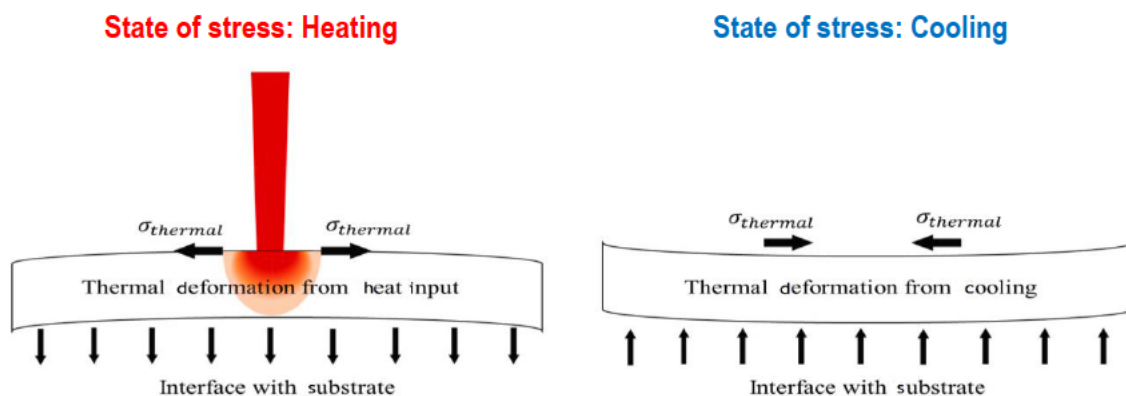 State of stress: Heating
σthermal σthermal
Thermal deformation from heat input
Interface with substrate
State of stress: Cooling
σthermal σthermal
Thermal deformation from cooling
Interface with substrate